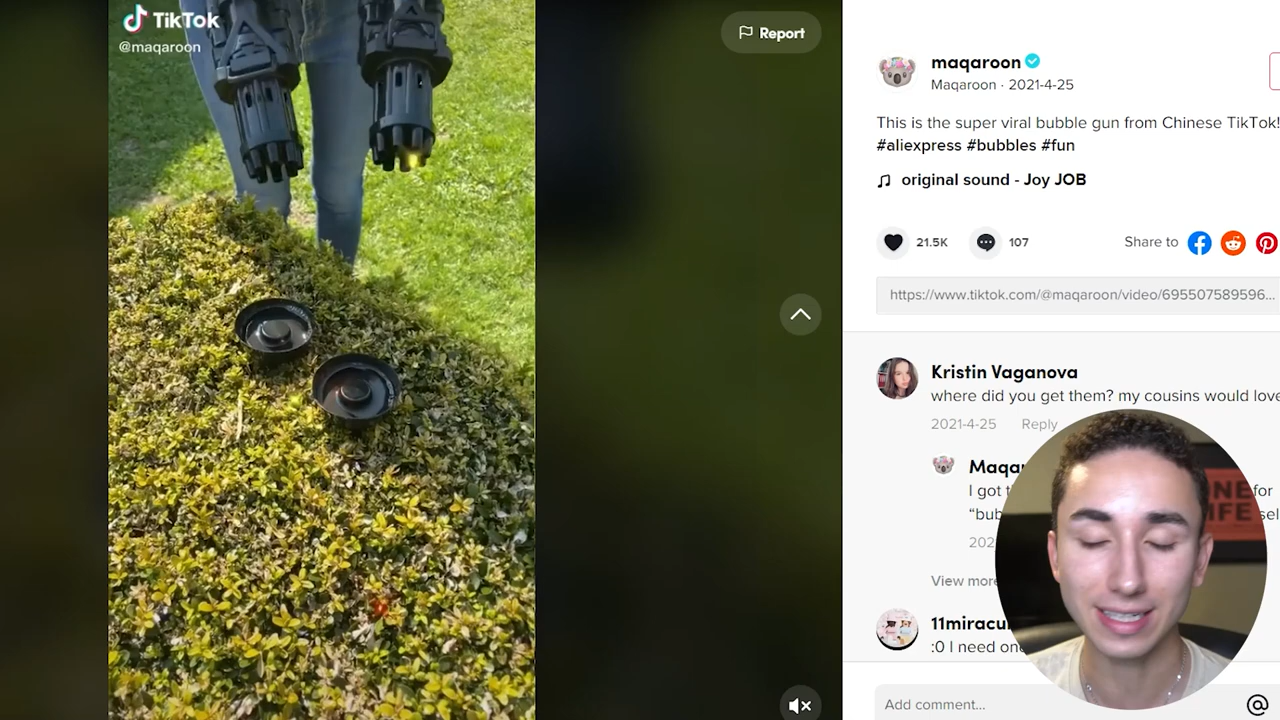 TikTok
@maqaroon
Report
maqaroon
Maqaroon · 2021-4-25
This is the super viral bubble gun from Chinese TikTok!
#aliexpress #bubbles #fun
original sound - Joy JOB
21.5K
107
Share to
https://www.tiktok.com/@maqaroon/video/695507589596...
Kristin Vaganova
where did you get them? my cousins would love
2021-4-25 Reply
I got
for
View more
:0 I need
Add comment...
@